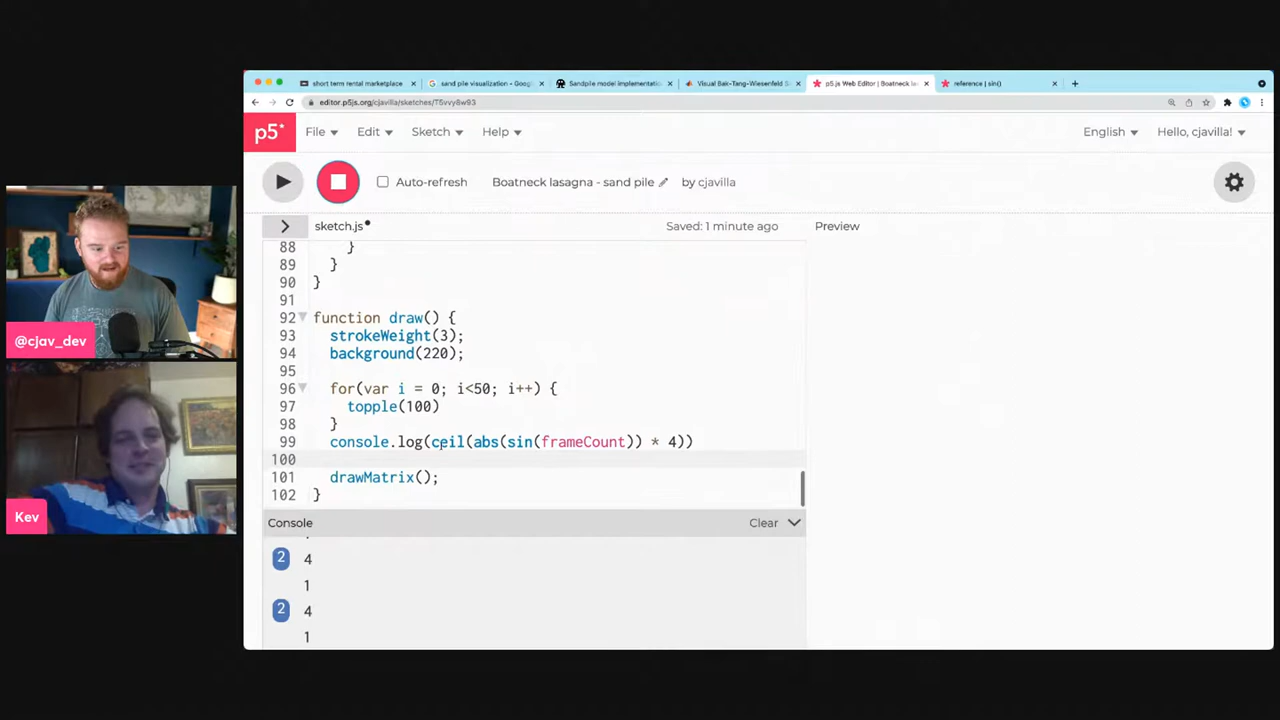 short term rental marketplace
sand pile visualization - Goog
Sandpile model implementation
Visual Bak-Tang-Wiesenfeld S
p5.js Web Editor | Boatneck la
reference | sin()
editor.p5js.org/cjavilla/sketches/T5vvy8w93
p5*
File
Edit
Sketch
Help
English
Hello, cjavilla!
Auto-refresh
Boatneck lasagna - sand pile
by cjavilla
sketch.js
Saved: 1 minute ago
Preview
88 }
89 }
90 }
91
92 function draw() {
93 strokeWeight(3);
94 background(220);
95
96 for(var i = 0; i<50; i++) {
97 topple(100)
98 }
99 console.log(ceil(abs(sin(frameCount)) * 4))
100
101 drawMatrix();
102 }
Console
Clear
2 4
1
2 4
1
@cjav_dev
Kev